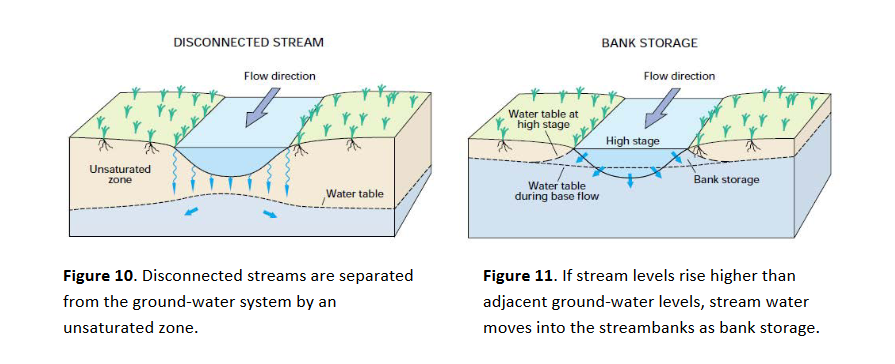 DISCONNECTED STREAM
Flow direction
Unsaturated
zone
Water table
Figure 10. Disconnected streams are separated
from the ground-water system by an
unsaturated zone.
BANK STORAGE
Flow direction
Water table at
high stage
High stage
Water table
during base flow
Bank storage
Figure 11. If stream levels rise higher than
adjacent ground-water levels, stream water
moves into the streambanks as bank storage.